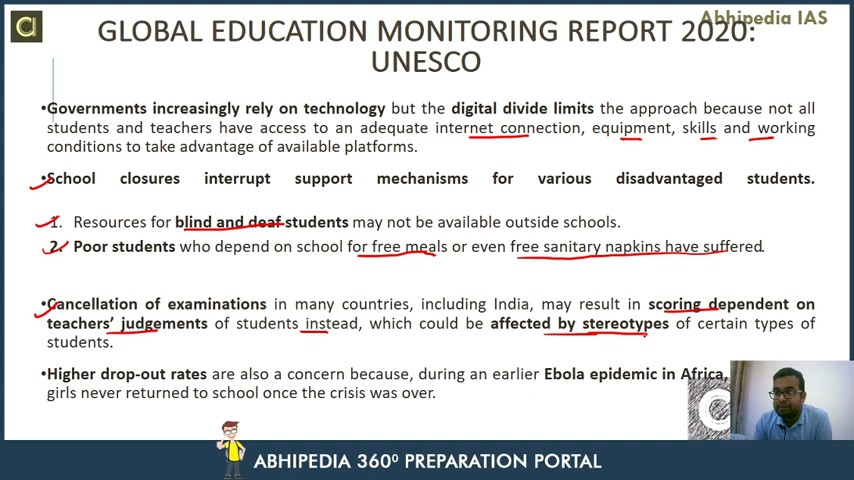 Abhipedia IAS
GLOBAL EDUCATION MONITORING REPORT 2020:
UNESCO
•Governments increasingly rely on technology but the digital divide limits the approach because not all
students and teachers have access to an adequate internet connection, equipment, skills and working
conditions to take advantage of available platforms.
•School closures interrupt support mechanisms for various disadvantaged students.
1. Resources for blind and deaf students may not be available outside schools.
2. Poor students who depend on school for free meals or even free sanitary napkins have suffered.
•Cancellation of examinations in many countries, including India, may result in scoring dependent on
teachers’ judgements of students instead, which could be affected by stereotypes of certain types of
students.
•Higher drop-out rates are also a concern because, during an earlier Ebola epidemic in Africa,
girls never returned to school once the crisis was over.
ABHIPEDIA 360⁰ PREPARATION PORTAL